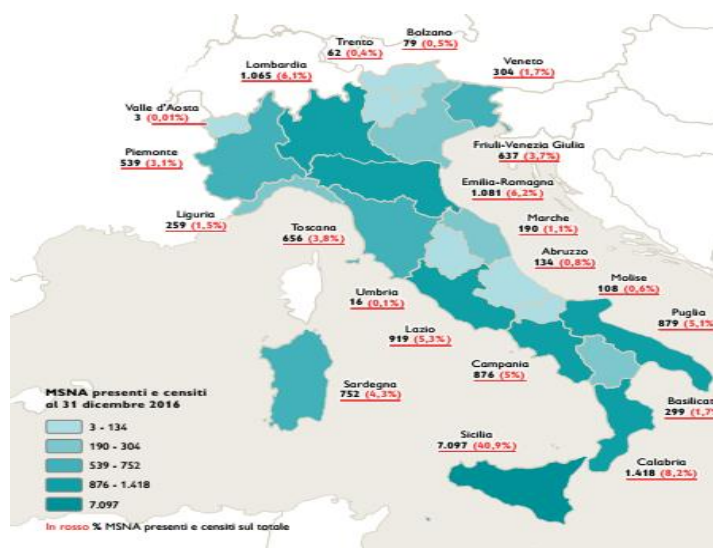 Bolzano
79 (0,5%)
Trento
62 (0,4%)
Lombardia
1.065 (6,1%)
Veneto
304 (1,7%)
Valle d'Aosta
3 (0,01%)
Piemonte
539 (3,1%)
Friuli-Venezia Giulia
637 (3,7%)
Emilia-Romagna
1.081 (6,2%)
Liguria
259 (1,5%)
Toscana
656 (3,8%)
Marche
190 (1,1%)
Abruzzo
134 (0,8%)
Molise
108 (0,6%)
Umbria
16 (0,1%)
Puglia
879 (5,1%
Lazio
919 (5,3%)
Campania
876 (5%)
Sardegna
752 (4,3%)
Basilicat
299 (1,7
Sicilia
7.097 (40,9%)
Calabria
1.418 (8,2%)
MSNA presenti e censiti
al 31 dicembre 2016
3 - 134
190 - 304
539 - 752
876 - 1.418
7.097
In rosso % MSNA presenti e censiti sul totale